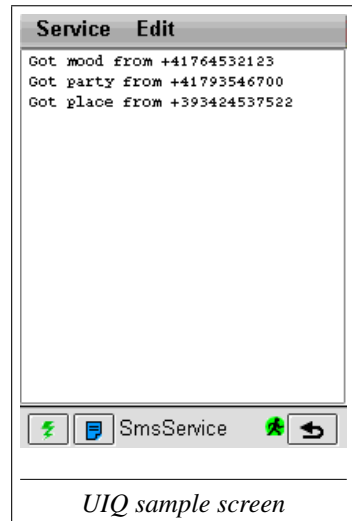 Service Edit
Got mood from +41764532123
Got party from +41793546700
Got place from +393424537522
SmsService
UIQ sample screen